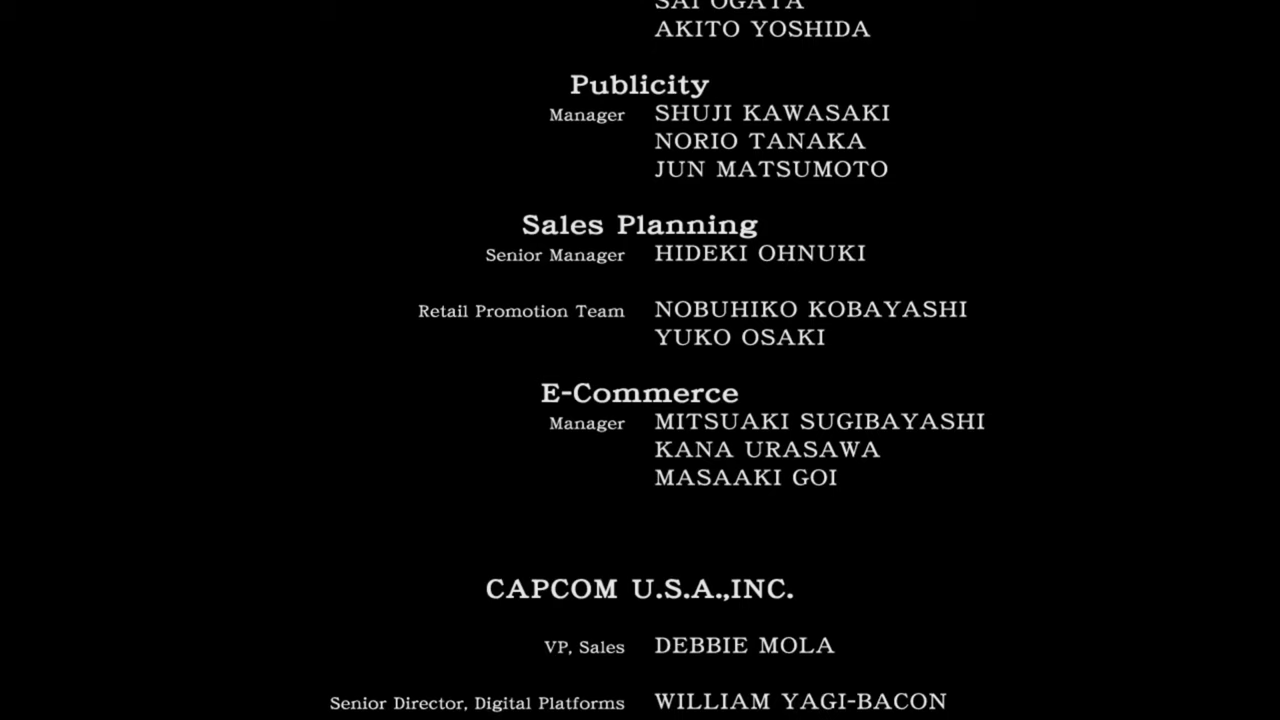 SAI OGATA
AKITO YOSHIDA
Publicity
Manager SHUJI KAWASAKI
NORIO TANAKA
JUN MATSUMOTO
Sales Planning
Senior Manager HIDEKI OHNUKI
Retail Promotion Team NOBUHIKO KOBAYASHI
YUKO OSAKI
E-Commerce
Manager MITSUAKI SUGIBAYASHI
KANA URASAWA
MASAAKI GOI
CAPCOM U.S.A.,INC.
VP, Sales DEBBIE MOLA
Senior Director, Digital Platforms WILLIAM YAGI-BACON